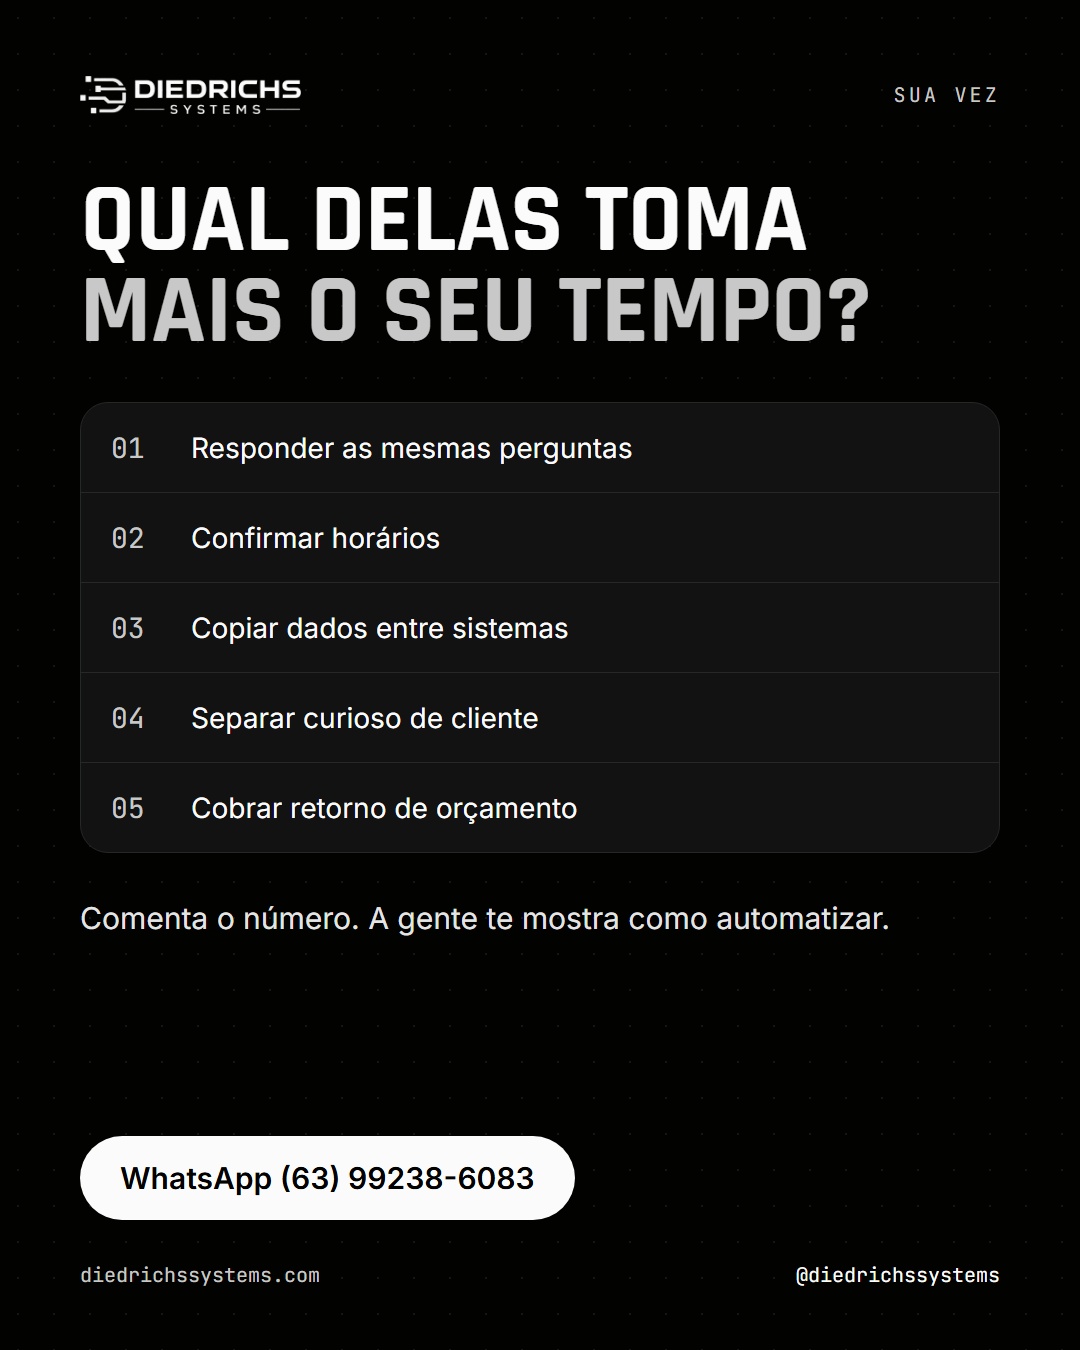 DIEDRICHS
SYSTEMS
SUA VEZ
QUAL DELAS TOMA
MAIS O SEU TEMPO?
01 Responder as mesmas perguntas
02 Confirmar horários
03 Copiar dados entre sistemas
04 Separar curioso de cliente
05 Cobrar retorno de orçamento
Comenta o número. A gente te mostra como automatizar.
WhatsApp (63) 99238-6083
diedrichssystems.com
@diedrichssystems